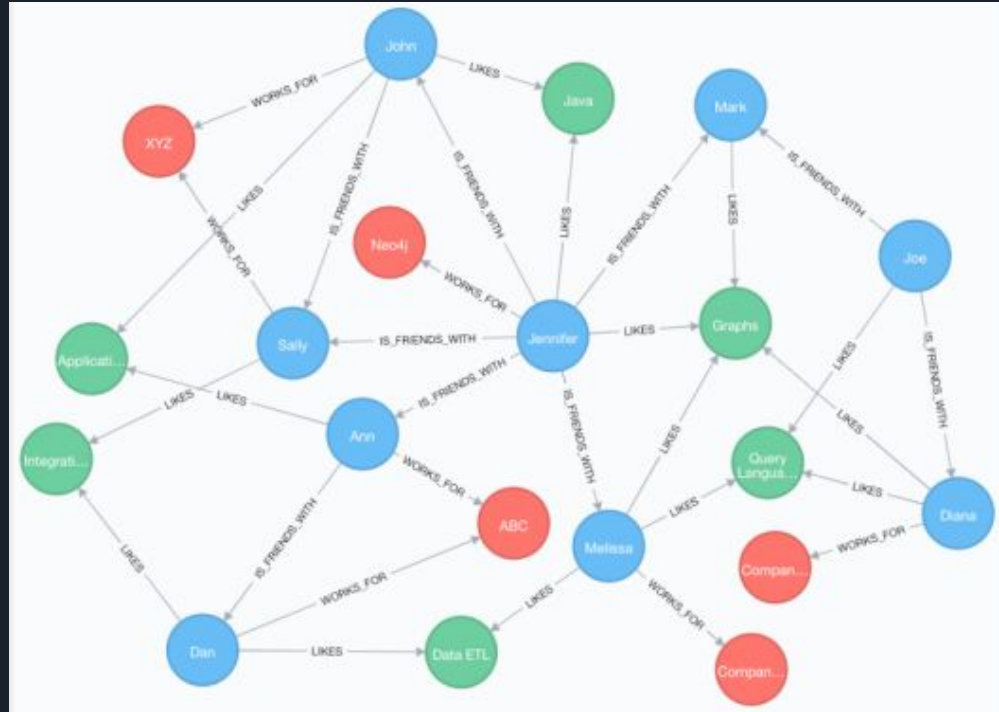 John
LIKES
Java
Mark
WORKS_FOR
XYZ
IS_FRIENDS_WITH
IS_FRIENDS_WITH
LIKES
IS_FRIENDS_WITH
LIKES
IS_FRIENDS_WITH
LIKES
WORKS_FOR
Neo4j
WORKS_FOR
Joe
Applicati...
Sally
IS_FRIENDS_WITH
Jennifer
LIKES
Graphs
LIKES
IS_FRIENDS_WITH
IS_FRIENDS_WITH
LIKES
LIKES
Ann
IS_FRIENDS_WITH
LIKES
LIKES
Integrati...
WORKS_FOR
Query
Langua...
LIKES
LIKES
ABC
Diana
IS_FRIENDS_WITH
Melissa
WORKS_FOR
LIKES
Compan...
WORKS_FOR
LIKES
WORKS_FOR
Dan
LIKES
Data ETL
Compan...